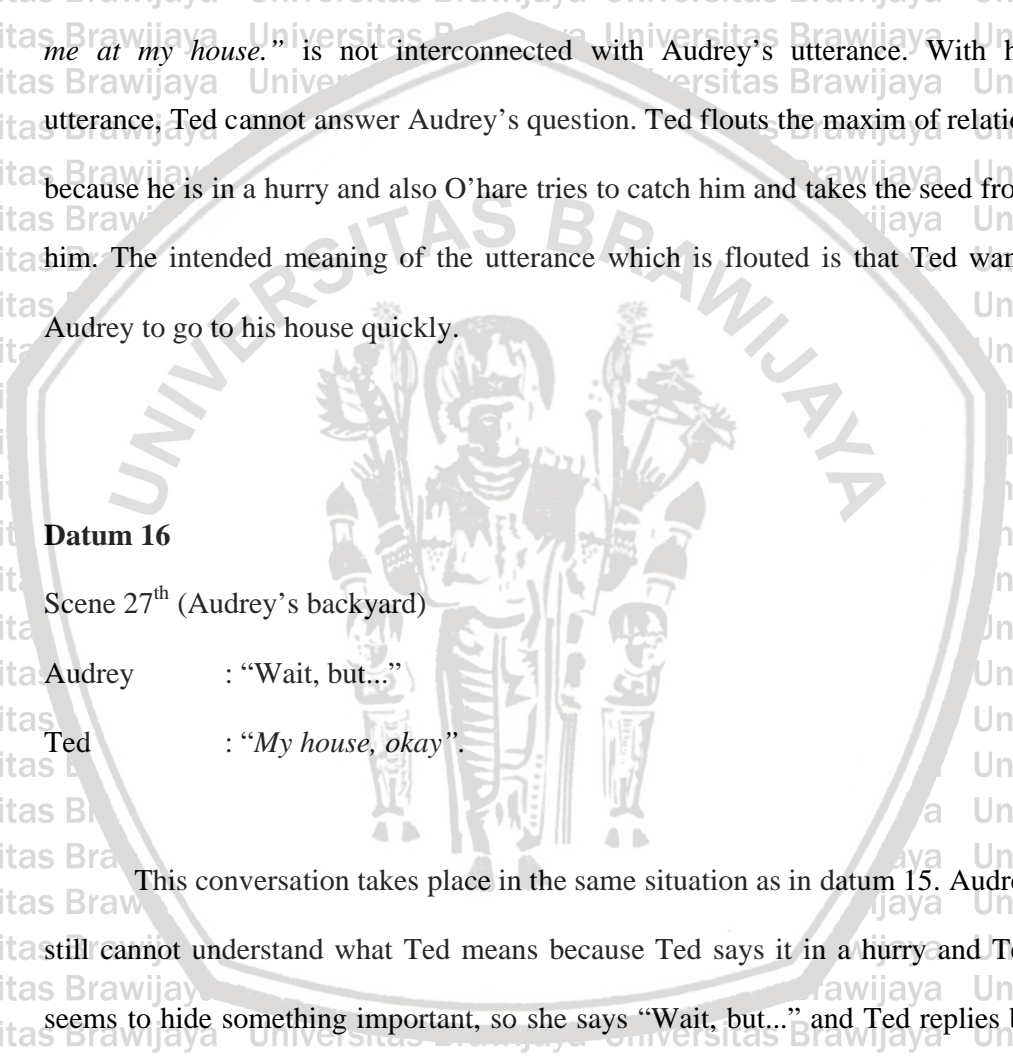 me at my house.” is not interconnected with Audrey’s utterance. With
utterance, Ted cannot answer Audrey’s question. Ted flouts the maxim of
because he is in a hurry and also O’hare tries to catch him and takes the seed
him. The intended meaning of the utterance which is flouted is that Ted
Audrey to go to his house quickly.
UNIVERSITAS BRAWIJAYA
Datum 16
Scene 27th (Audrey’s backyard)
Audrey : “Wait, but...”
Ted : “My house, okay”.
This conversation takes place in the same situation as in datum 15.
still cannot understand what Ted means because Ted says it in a hurry and
seems to hide something important, so she says “Wait, but...” and Ted replies